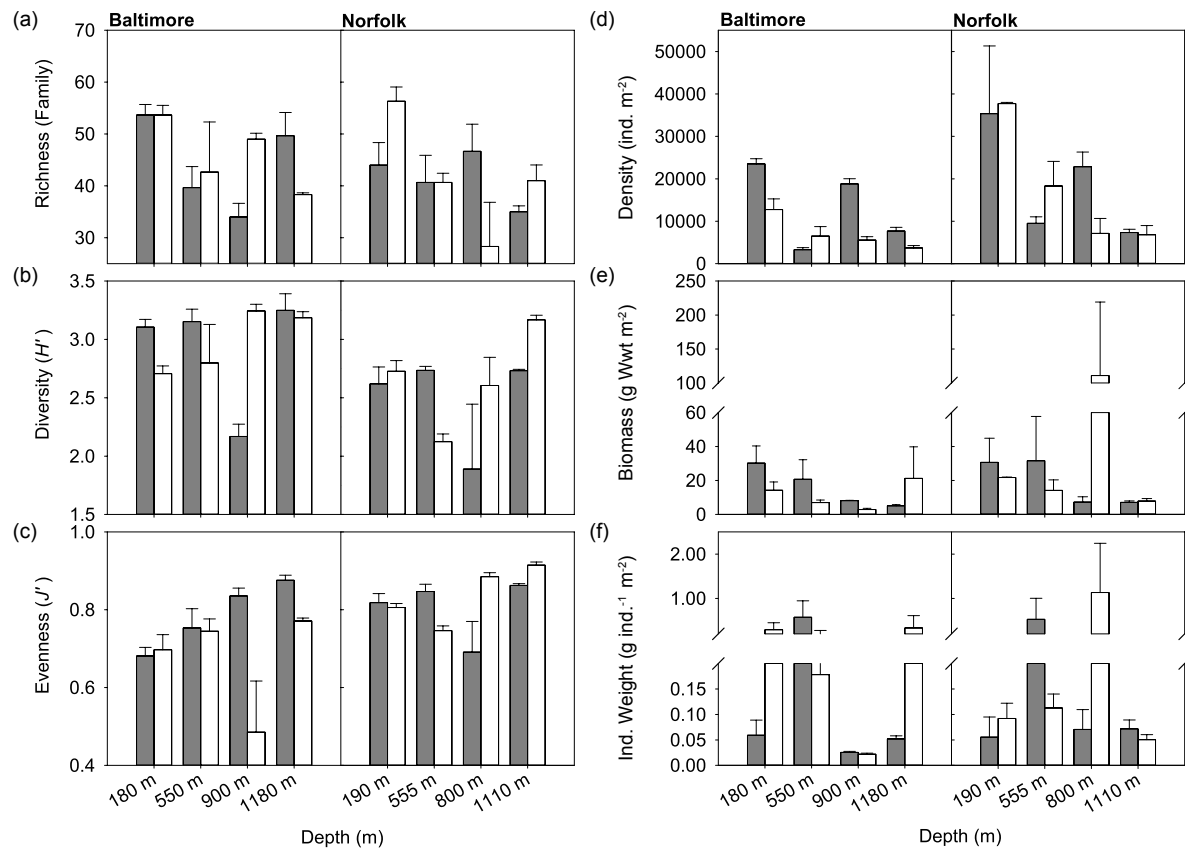 (a)
Baltimore
Norfolk
70
60
50
40
30
Richness (Family)
(b)
3.5
3.0
2.5
2.0
1.5
Diversity (H′)
(c)
1.0
0.8
0.6
0.4
Evenness (J′)
180 m
550 m
900 m
1180 m
190 m
555 m
800 m
1110 m
Depth (m)
(d)
Baltimore
Norfolk
50000
40000
30000
20000
10000
0
Density (ind. m⁻²)
(e)
250
200
150
100
60
40
20
0
Biomass (g Wwt m⁻²)
(f)
2.00
1.00
0.15
0.10
0.05
0.00
Ind. Weight (g ind.⁻¹ m⁻²)
180 m
550 m
900 m
1180 m
190 m
555 m
800 m
1110 m
Depth (m)